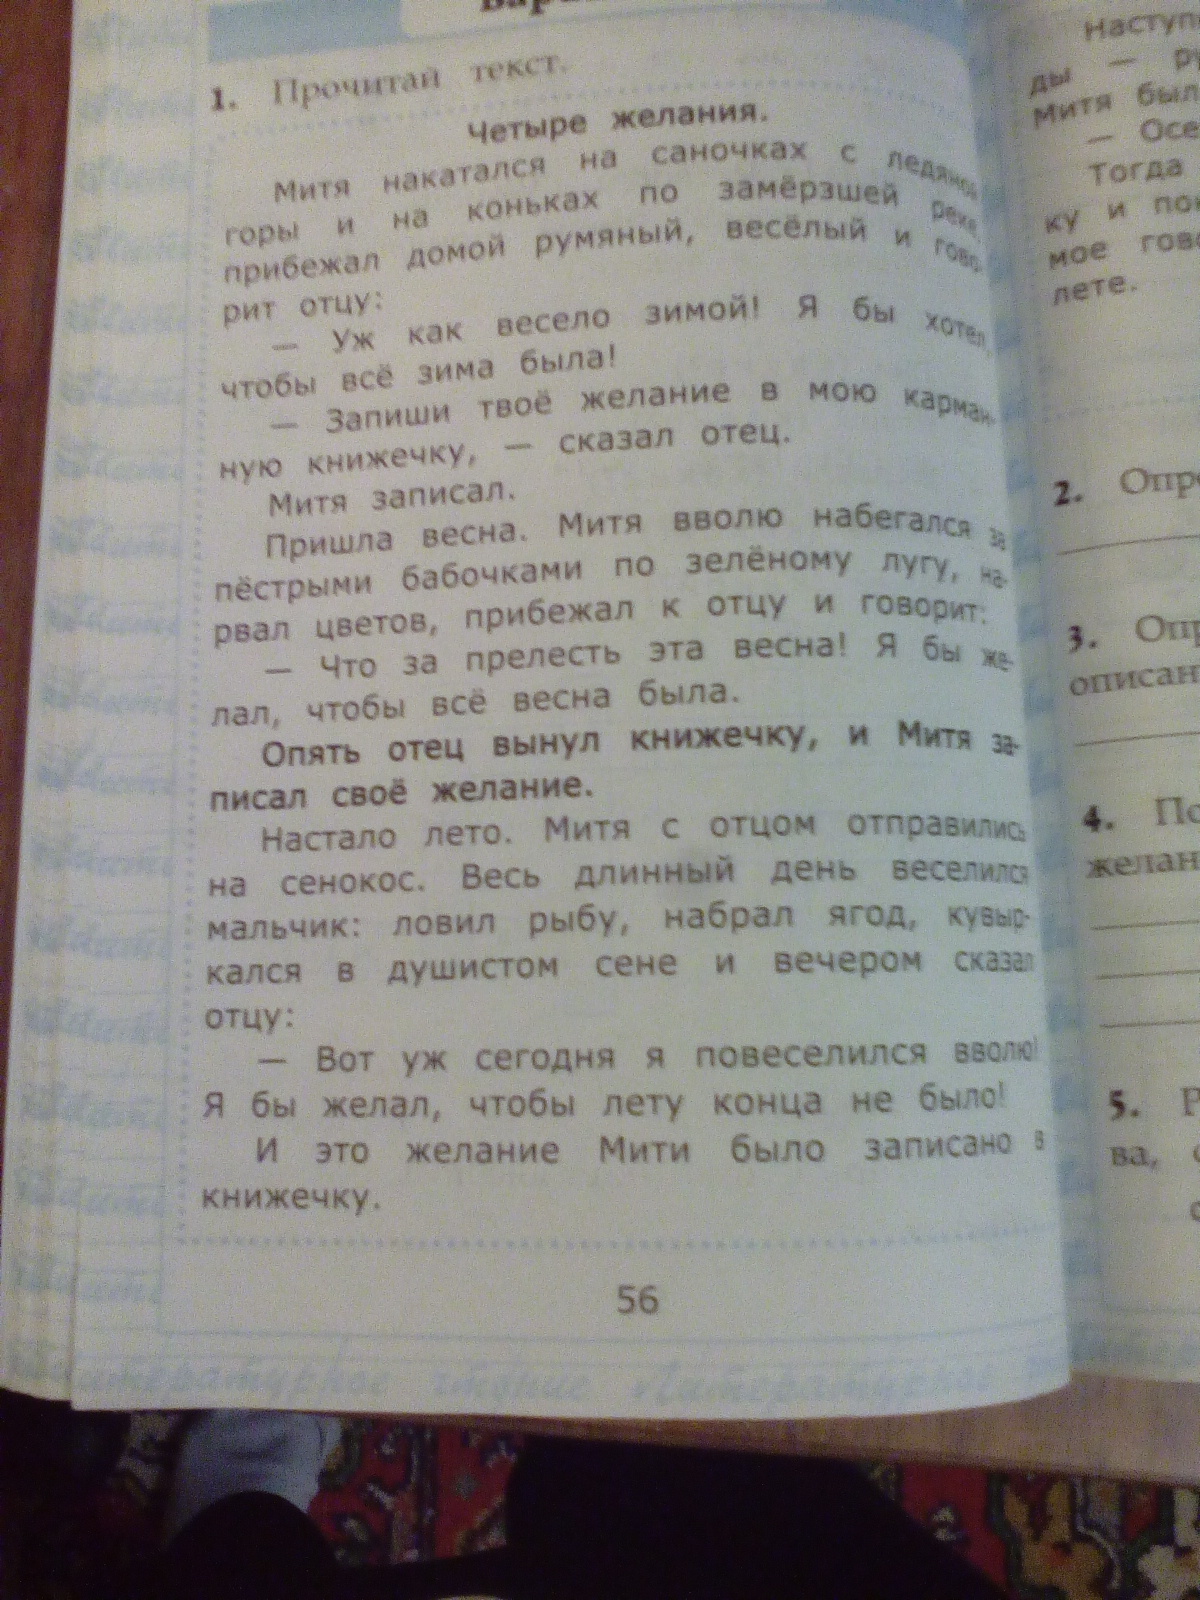 1. Прочитай текст.
Четыре желания.
Митя накатался на саночках с ледяной
горы и на коньках по замёрзшей реке,
прибежал домой румяный, весёлый и гово-
рит отцу:
— Уж как весело зимой! Я бы хотел,
чтобы всё зима была!
— Запиши твоё желание в мою карман-
ную книжечку, — сказал отец.
Митя записал.
Пришла весна. Митя вволю набегался за
пёстрыми бабочками по зелёному лугу, на-
рвал цветов, прибежал к отцу и говорит:
— Что за прелесть эта весна! Я бы же-
лал, чтобы всё весна была.
Опять отец вынул книжечку, и Митя за-
писал своё желание.
Настало лето. Митя с отцом отправились
на сенокос. Весь длинный день веселился
мальчик: ловил рыбу, набрал ягод, кувыр-
кался в душистом сене и вечером сказал
отцу:
— Вот уж сегодня я повеселился вволю!
Я бы желал, чтобы лету конца не было!
И это желание Мити было записано в
книжечку.
56
Литературное чтение Литературное
ды —
Митя
—
Тогда
ку и
мое
лете.
2.
3.
4.
желан
5.
ва,